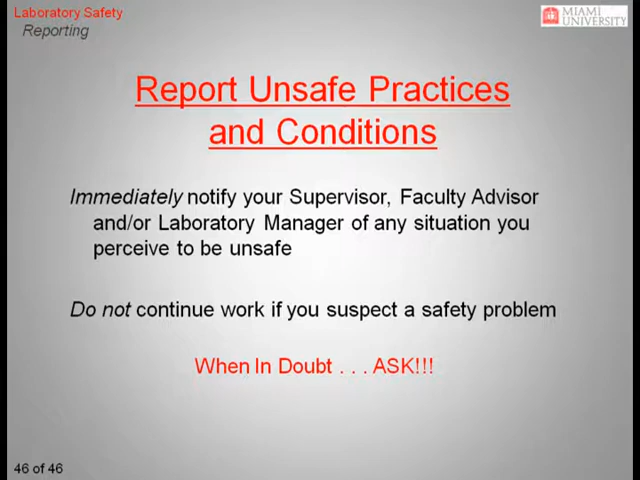 Laboratory Safety
Reporting
MIAMI
UNIVERSITY
Report Unsafe Practices
and Conditions
Immediately notify your Supervisor, Faculty Advisor
and/or Laboratory Manager of any situation you
perceive to be unsafe
Do not continue work if you suspect a safety problem
When In Doubt . . . ASK!!!
46 of 46